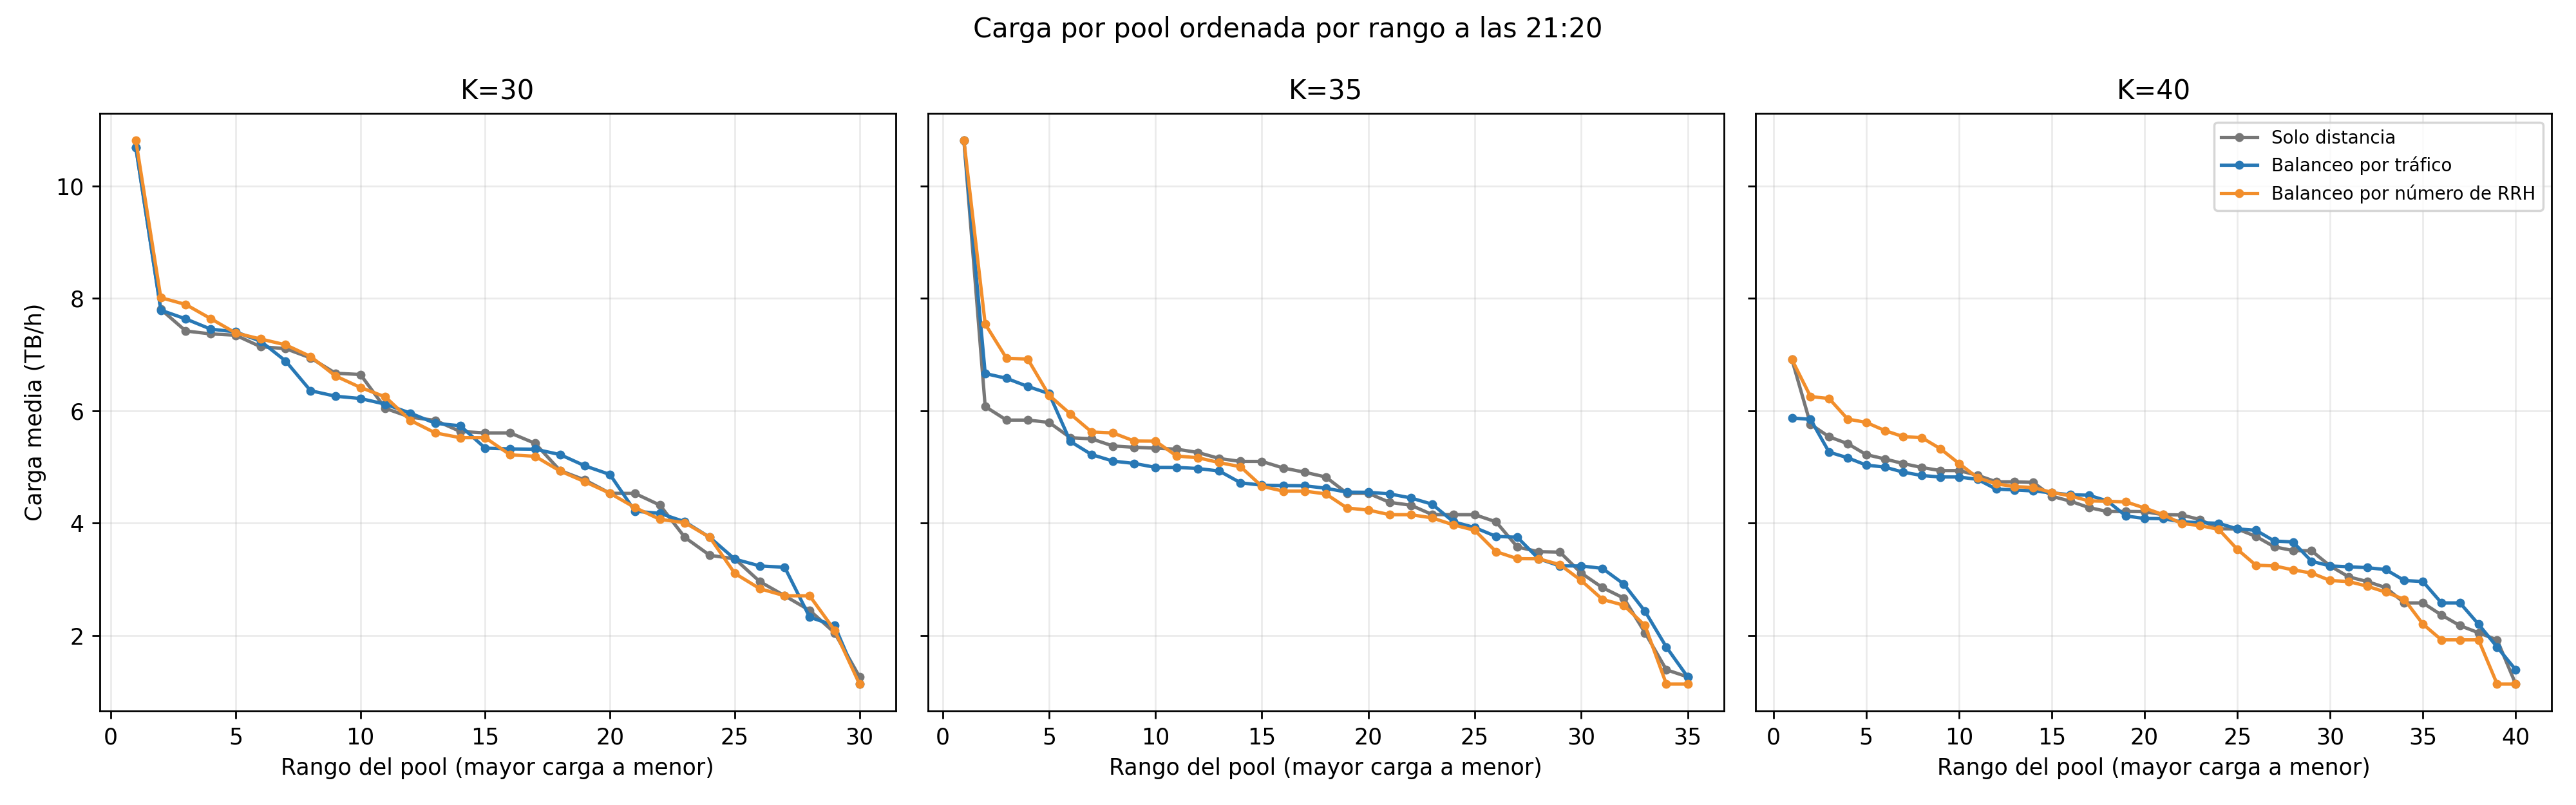 Carga por pool ordenada por rango a las 21:20
K=30
K=35
K=40
Solo distancia
Balanceo por tráfico
Balanceo por número de RRH
Carga media (TB/h)
10
8
6
4
2
0 5 10 15 20 25 30
0 5 10 15 20 25 30 35
0 5 10 15 20 25 30 35 40
Rango del pool (mayor carga a menor)
Rango del pool (mayor carga a menor)
Rango del pool (mayor carga a menor)